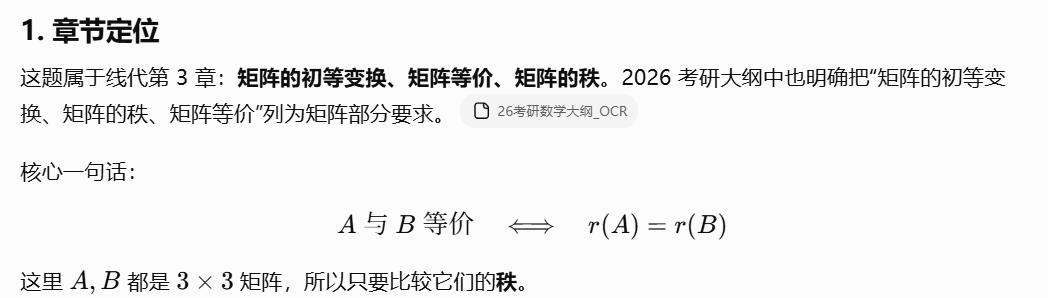 1. 章节定位
这题属于线代第 3 章：矩阵的初等变换、矩阵等价、矩阵的秩。2026 考研大纲中也明确把“矩阵的初等变
换、矩阵的秩、矩阵等价”列为矩阵部分要求。 26考研数学大纲_OCR
核心一句话：
A 与 B 等价 ⟺ r(A) = r(B)
这里 A, B 都是 3 × 3 矩阵，所以只要比较它们的秩。